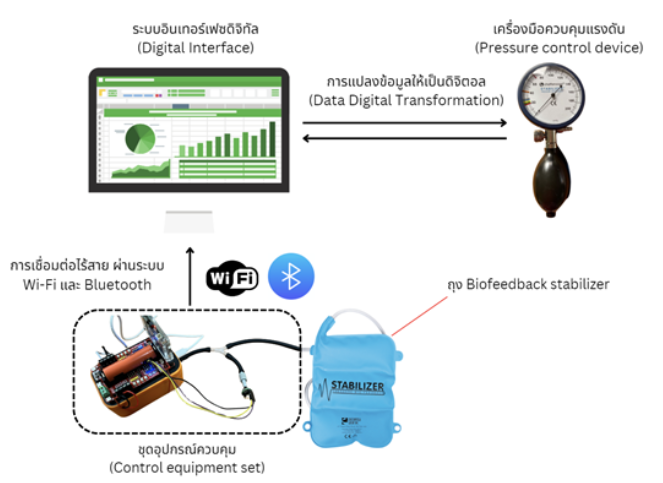 ระบบอินเทอร์เฟซดิจิทัล
(Digital Interface)
เครื่องมือควบคุมแรงดัน
(Pressure control device)
การแปลงข้อมูลให้เป็นดิจิตอล
(Data Digital Transformation)
การเชื่อมต่อไร้สาย ผ่านระบบ
Wi-Fi และ Bluetooth
Wi Fi
ถุง Biofeedback stabilizer
STABILIZER
ชุดอุปกรณ์ควบคุม
(Control equipment set)